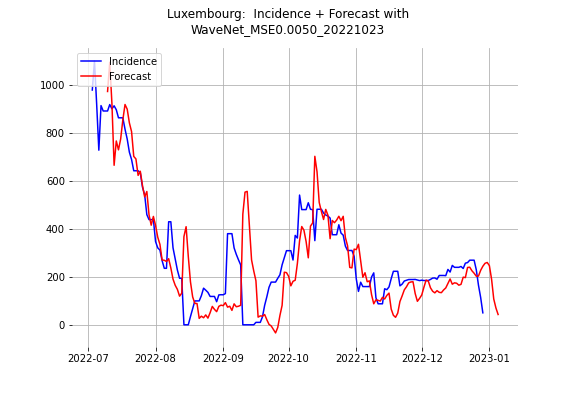 Luxembourg:  Incidence + Forecast with
WaveNet_MSE0.0050_20221023
Incidence
Forecast
1000
800
600
400
200
0
2022-07 2022-08 2022-09 2022-10 2022-11 2022-12 2023-01